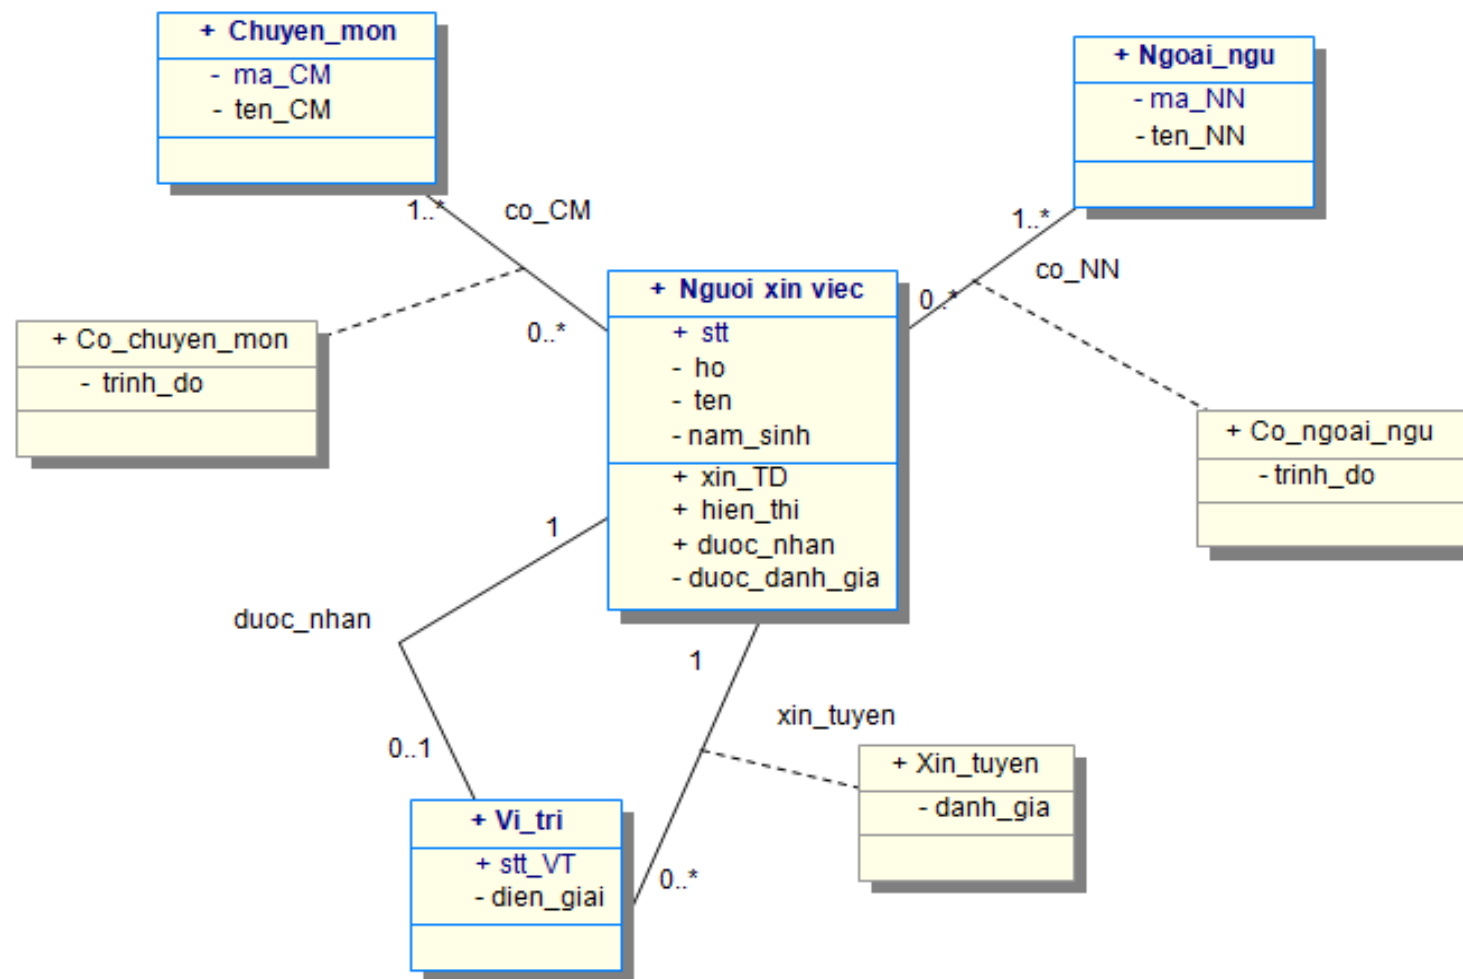 + Chuyen_mon
- ma_CM
- ten_CM
+ Ngoai_ngu
- ma_NN
- ten_NN
1..*
co_CM
1..*
co_NN
0..*
0..*
+ Nguoi xin viec
+ stt
- ho
- ten
- nam_sinh
+ xin_TD
+ hien_thi
+ duoc_nhan
- duoc_danh_gia
+ Co_chuyen_mon
- trinh_do
+ Co_ngoai_ngu
- trinh_do
1
duoc_nhan
0..1
1
xin_tuyen
0..*
+ Xin_tuyen
- danh_gia
+ Vi_tri
+ stt_VT
- dien_giai